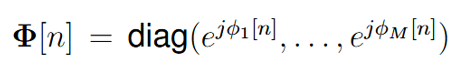 𝚽[n] = diag(e^{jϕ_1[n]}, . . . , e^{jϕ_M[n]})